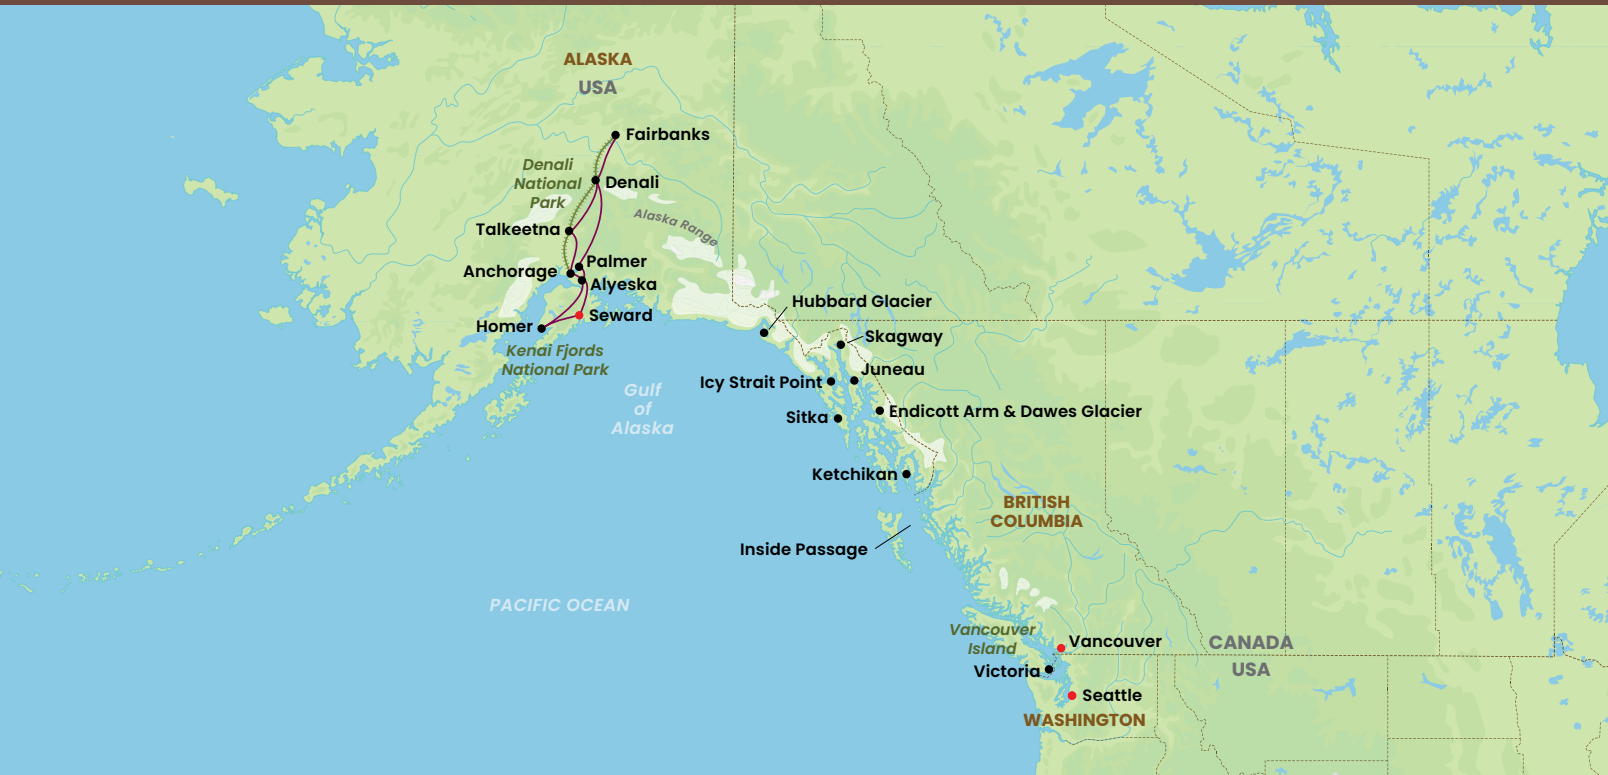 ALASKA
USA
Fairbanks
Denali
National
Park
Denali
Alaska Range
Talkeetna
Palmer
Anchorage
Alyeska
Hubbard Glacier
Seward
Homer
Skagway
Kenai Fjords
National Park
Juneau
Icy Strait Point
Gulf
of
Alaska
Endicott Arm & Dawes Glacier
Sitka
Ketchikan
BRITISH
COLUMBIA
Inside Passage
PACIFIC OCEAN
Vancouver
Island
Vancouver
CANADA
USA
Victoria
Seattle
WASHINGTON